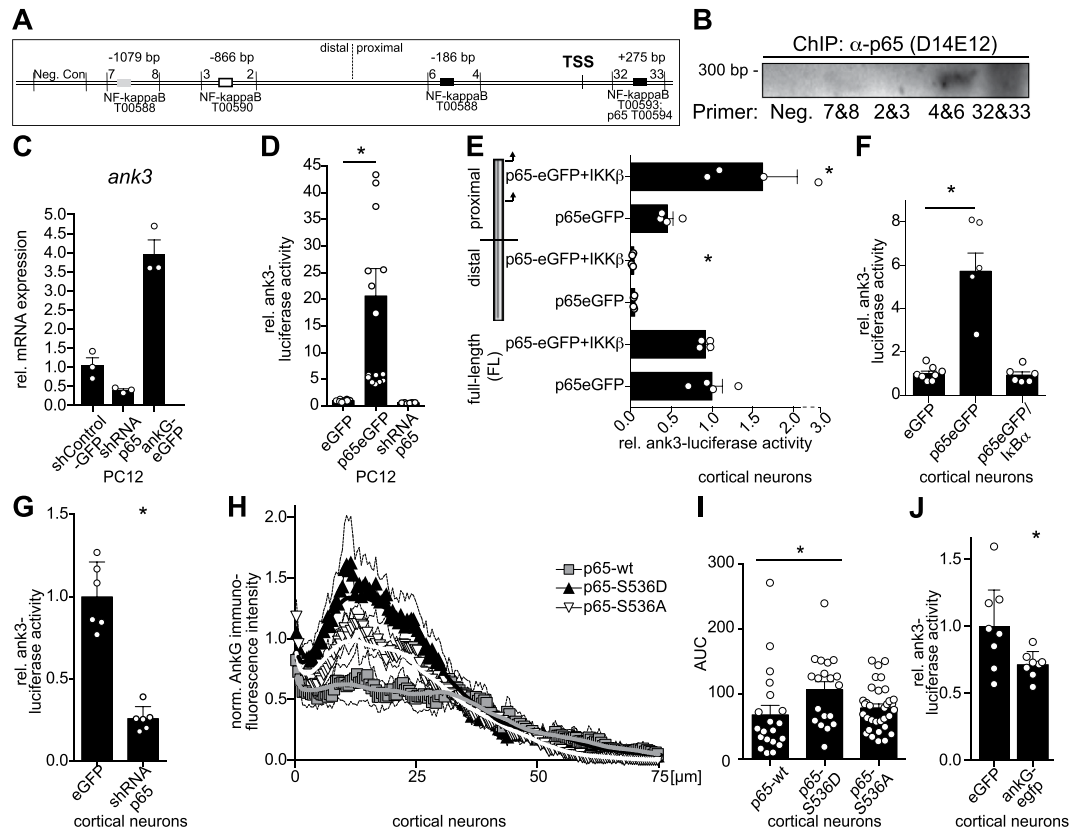 A
distal proximal
-1079 bp -866 bp -186 bp TSS +275 bp
Neg. Con 7 8 3 2 6 4 32 33
NF-kappaB T00588
NF-kappaB T00590
NF-kappaB T00588
NF-kappaB T00593; p65 T00594
B
ChIP: α-p65 (D14E12)
300 bp -
Primer: Neg. 7&8 2&3 4&6 32&33
C
ank3
rel. mRNA expression
5.0
4.5
4.0
3.5
3.0
2.5
2.0
1.5
1.0
0.5
0.0
shControl-GFP
shRNA p65
ankG-eGFP
PC12
D
*
rel. ank3-luciferase activity
45
40
35
30
25
20
15
10
5
0
eGFP
p65eGFP
shRNA p65
PC12
E
proximal
distal
full-length (FL)
p65-eGFP+IKKβ *
p65eGFP
p65-eGFP+IKKβ *
p65eGFP
p65-eGFP+IKKβ
p65eGFP
0.0 0.5 1.0 2.0 3.0
rel. ank3-luciferase activity
cortical neurons
F
*
rel. ank3-luciferase activity
8
6
4
2
0
eGFP
p65eGFP
p65eGFP/IκBα
cortical neurons
G
*
rel. ank3-luciferase activity
1.5
1.0
0.5
0.0
eGFP
shRNA p65
cortical neurons
H
norm. AnkG immuno-fluorescence intensity
2.0
1.5
1.0
0.5
0.0
p65-wt
p65-S536D
p65-S536A
0 25 50 75 [µm]
cortical neurons
I
*
AUC
300
200
100
0
p65-wt
p65-S536D
p65-S536A
cortical neurons
J
*
rel. ank3-luciferase activity
1.5
1.0
0.5
0.0
eGFP
ankG-egfp
cortical neurons